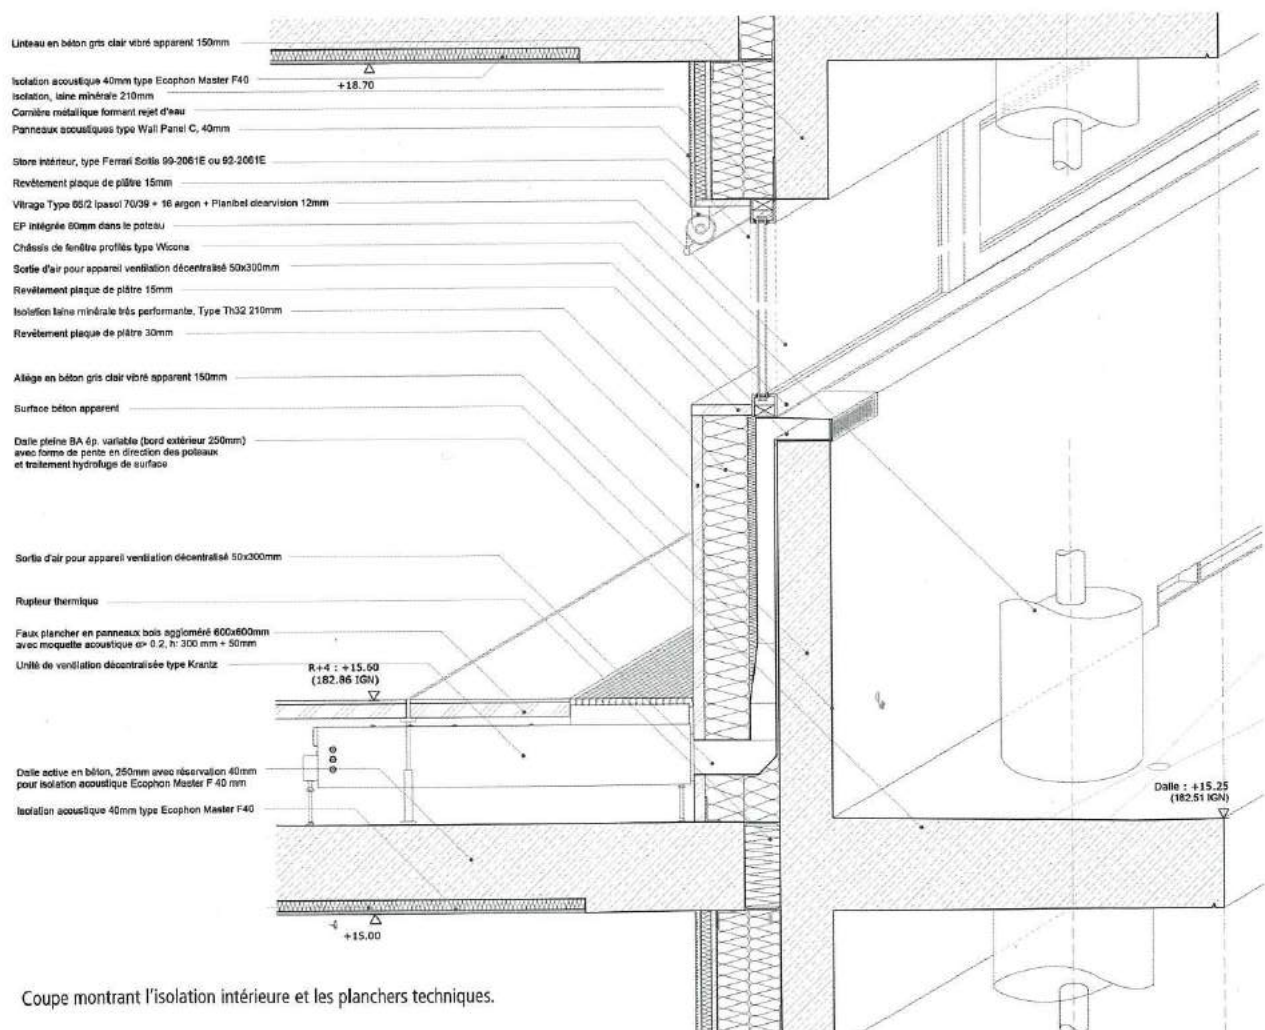 Linteau en béton gris clair vibré apparent 150mm
Isolation acoustique 40mm type Ecophon Master F40
Isolation, laine minérale 210mm
Cornière métallique formant rejet d'eau
Panneaux acoustiques type Wall Panel C, 40mm
Store intérieur, type Ferrari Soltis 99-2061E ou 92-2061E
Revêtement plaque de plâtre 15mm
Vitrage Type 66/2 Ipasol 70/39 + 16 argon + Planibel clearvision 12mm
EP intégrée 80mm dans le poteau
Châssis de fenêtre profilés type Wicona
Sortie d'air pour appareil ventilation décentralisé 50x300mm
Revêtement plaque de plâtre 15mm
Isolation laine minérale très performante, Type Th32 210mm
Revêtement plaque de plâtre 30mm
Allège en béton gris clair vibré apparent 150mm
Surface béton apparent
Dalle pleine BA ép. variable (bord extérieur 250mm)
avec forme de pente en direction des poteaux
et traitement hydrofuge de surface
Sortie d'air pour appareil ventilation décentralisé 50x300mm
Rupteur thermique
Faux plancher en panneaux bois aggloméré 600x600mm
avec moquette acoustique α> 0.2, h: 300 mm + 50mm
Unité de ventilation décentralisée type Krantz
Dalle active en béton, 250mm avec réservation 40mm
pour isolation acoustique Ecophon Master F 40 mm
Isolation acoustique 40mm type Ecophon Master F40
+18.70
R+4 : +15.60
(182.86 IGN)
Dalle : +15.25
(182.51 IGN)
+15.00
Coupe montrant l'isolation intérieure et les planchers techniques.